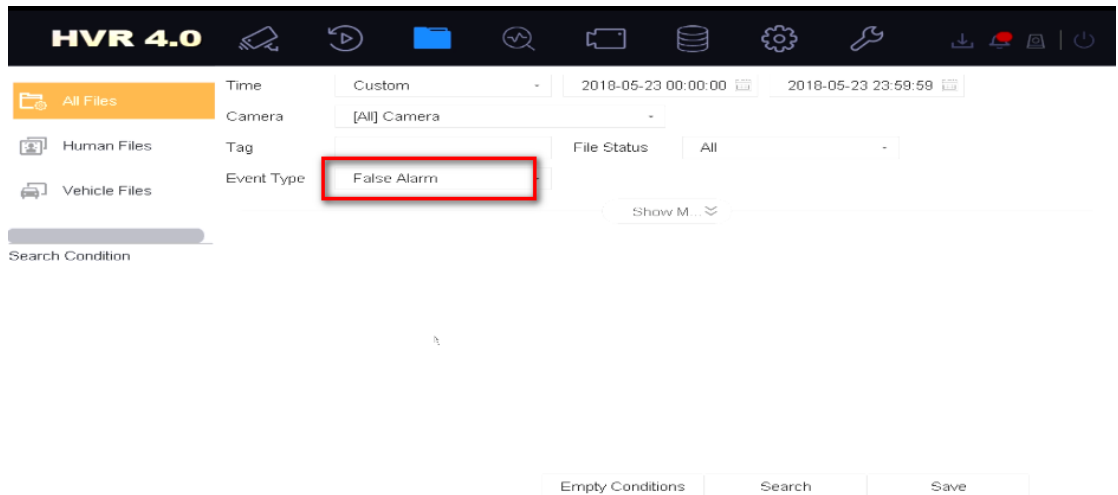 HVR 4.0
All Files
Human Files
Vehicle Files
Search Condition
Time Custom 2018-05-23 00:00:00 2018-05-23 23:59:59
Camera [All] Camera
Tag File Status All
Event Type False Alarm
Show M...
Empty Conditions Search Save